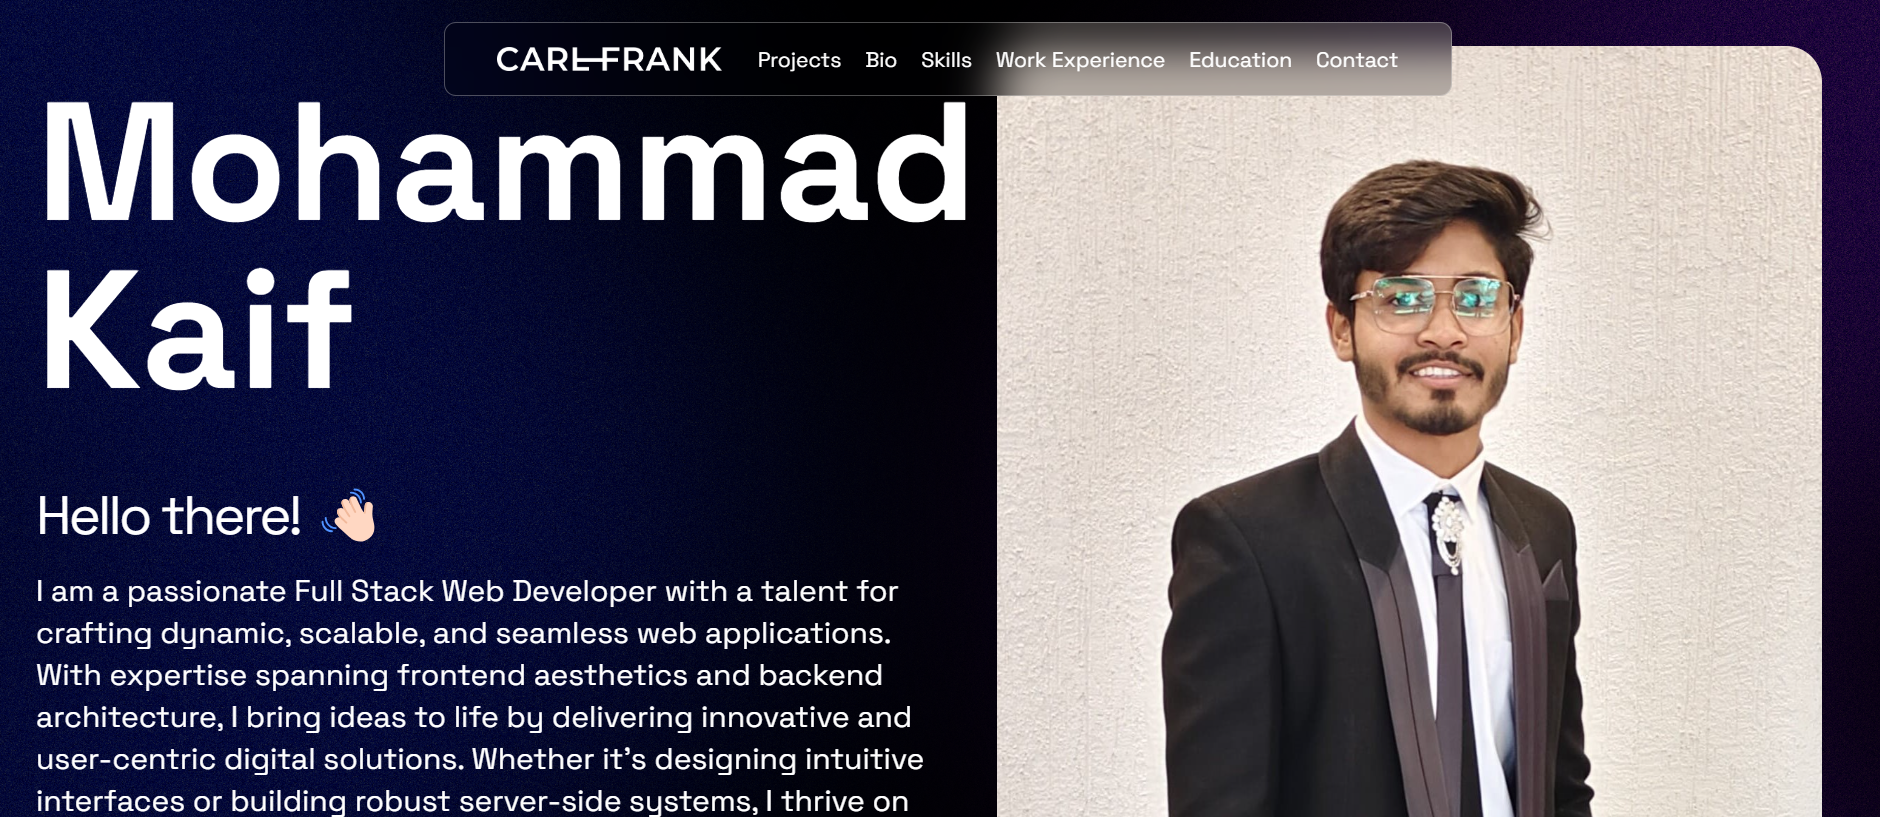 CARL FRANK Projects Bio Skills Work Experience Education Contact
Mohammad
Kaif
Hello there!
I am a passionate Full Stack Web Developer with a talent for
crafting dynamic, scalable, and seamless web applications.
With expertise spanning frontend aesthetics and backend
architecture, I bring ideas to life by delivering innovative and
user-centric digital solutions. Whether it’s designing intuitive
interfaces or building robust server-side systems, I thrive on